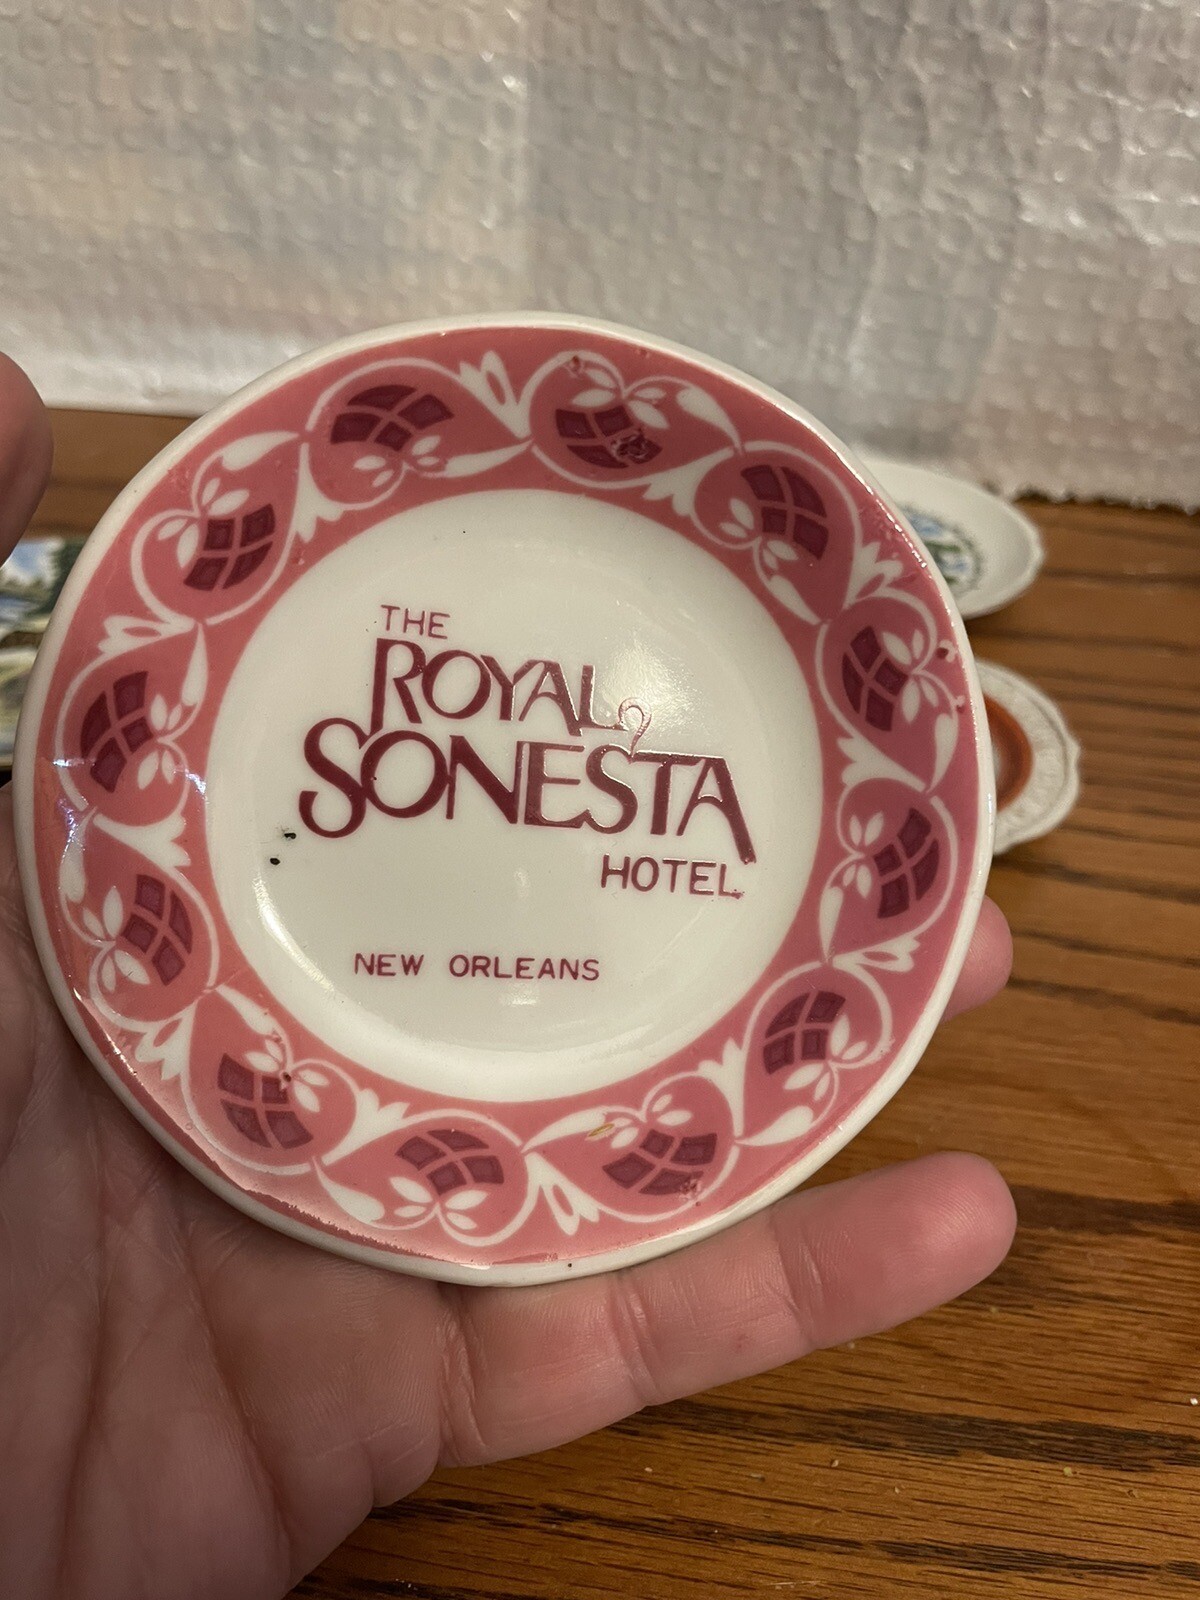 THE
ROYAL
SONESTA
HOTEL
NEW ORLEANS